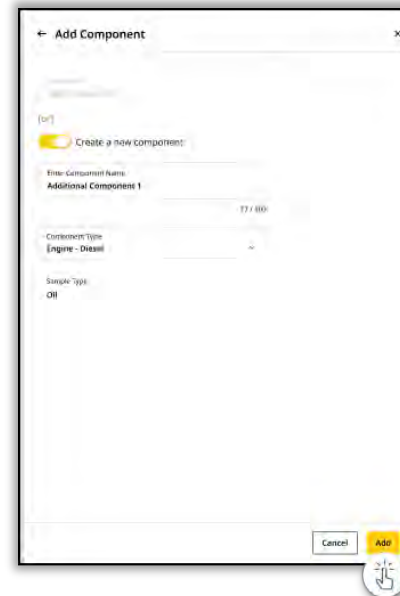 ← Add Component
×
[or]
Create a new component
Enter Component Name
Additional Component 1
Component Type
Engine - Diesel
Sample Type
Oil
Cancel
Add